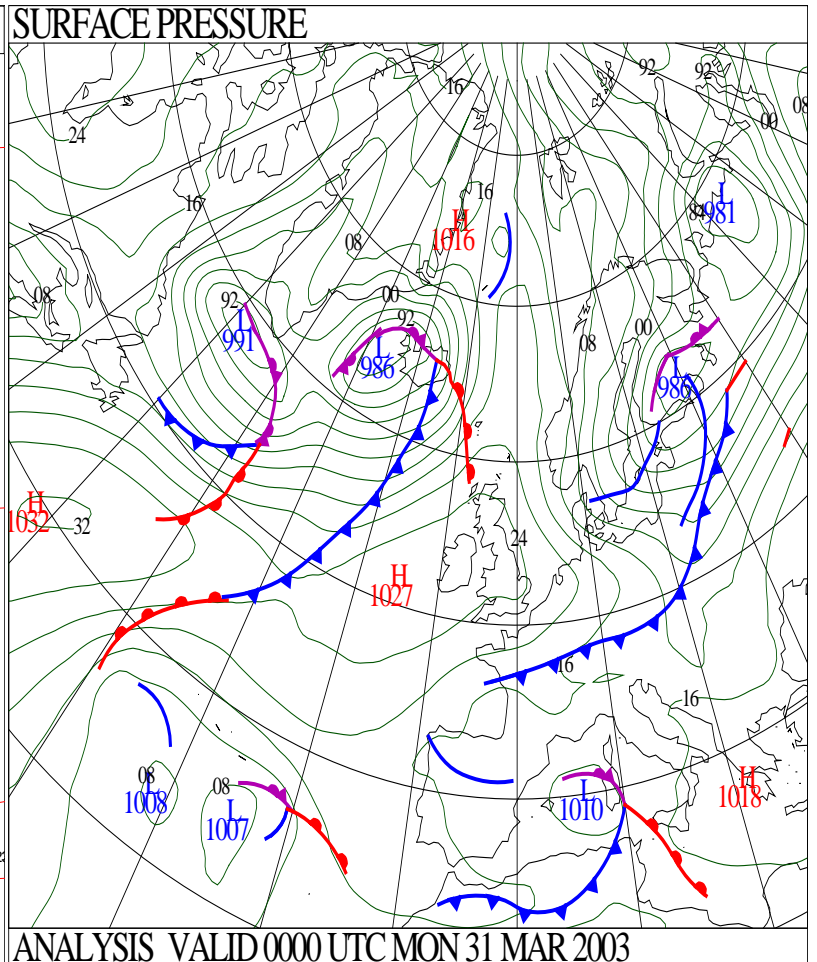 SURFACE PRESSURE
92
92
16
08
00
24
16
16
L
84
981
H
1016
08
08
00
92
92
00
L
991
L
986
08
L
986
H
1032
32
24
H
1027
16
16
08
L
1008
08
L
1007
L
1010
H
1018
ANALYSIS VALID 0000 UTC MON 31 MAR 2003